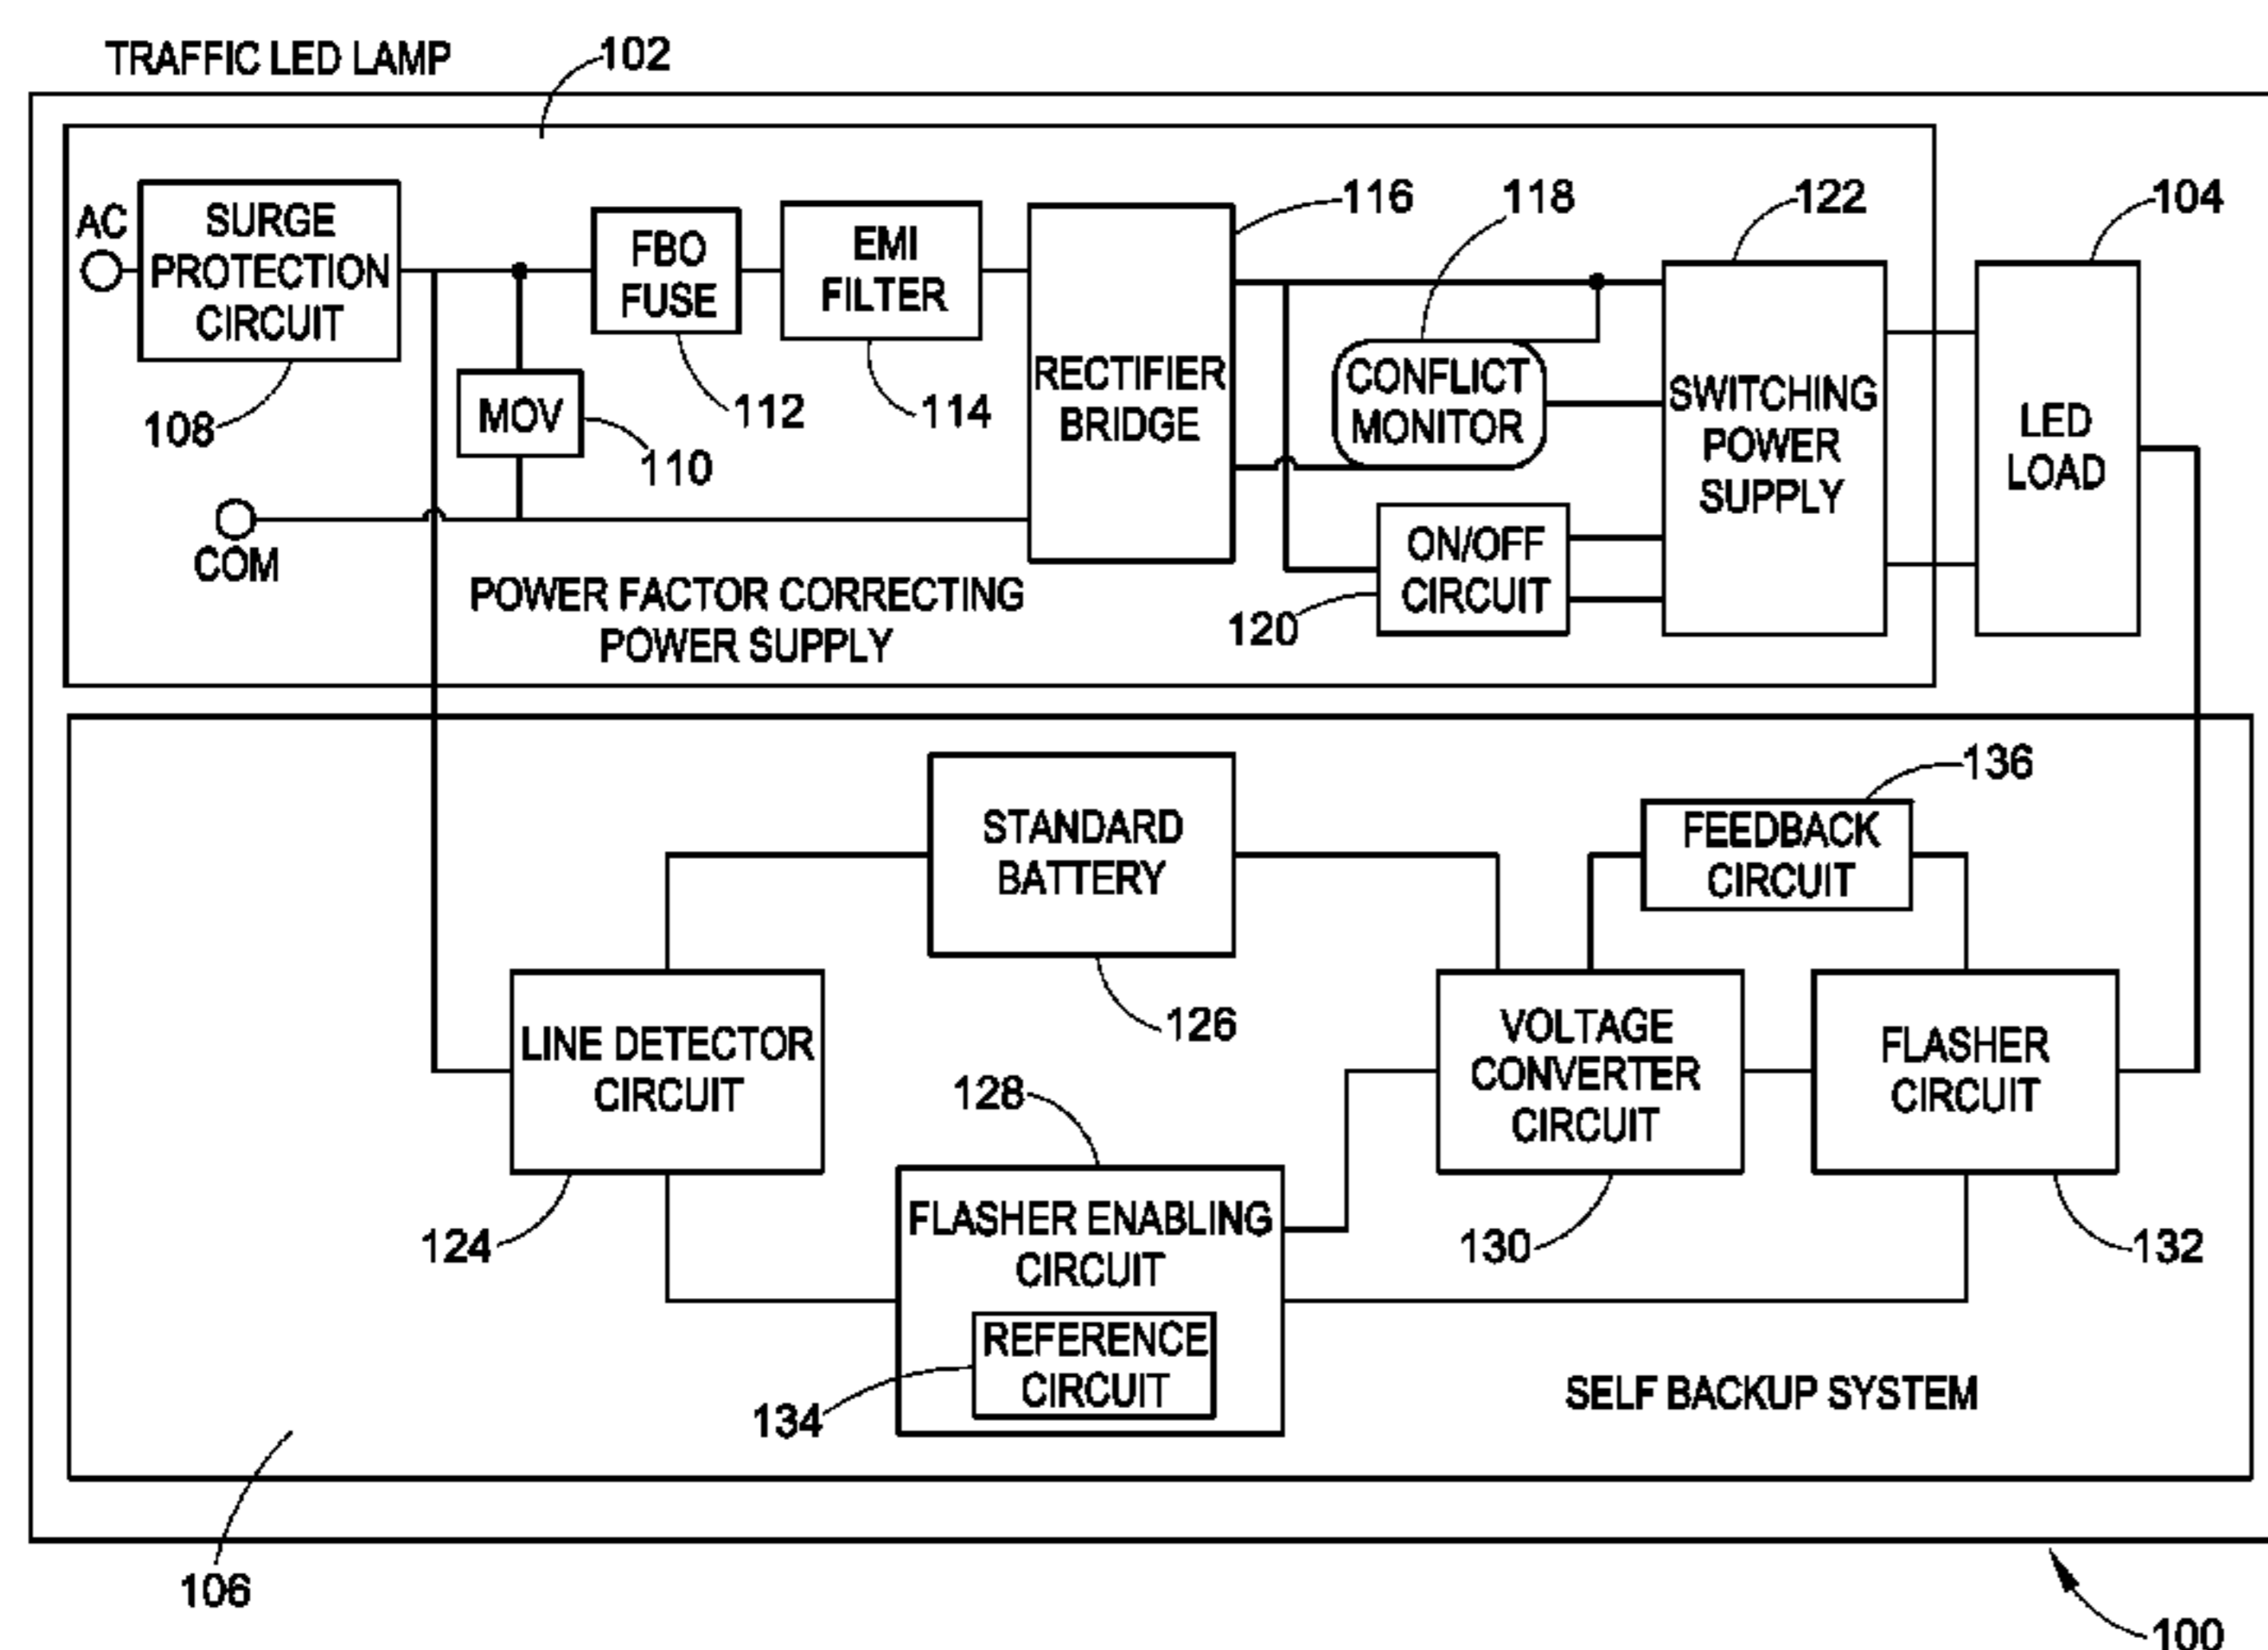 TRAFFIC LED LAMP
102
AC
SURGE
PROTECTION
CIRCUIT
108
COM
MOV
110
FBO
FUSE
112
EMI
FILTER
114
RECTIFIER
BRIDGE
116
118
CONFLICT
MONITOR
ON/OFF
CIRCUIT
120
122
SWITCHING
POWER
SUPPLY
104
LED
LOAD
POWER FACTOR CORRECTING
POWER SUPPLY
STANDARD
BATTERY
126
136
FEEDBACK
CIRCUIT
LINE DETECTOR
CIRCUIT
124
128
FLASHER ENABLING
CIRCUIT
REFERENCE
CIRCUIT
134
VOLTAGE
CONVERTER
CIRCUIT
130
FLASHER
CIRCUIT
132
SELF BACKUP SYSTEM
106
100